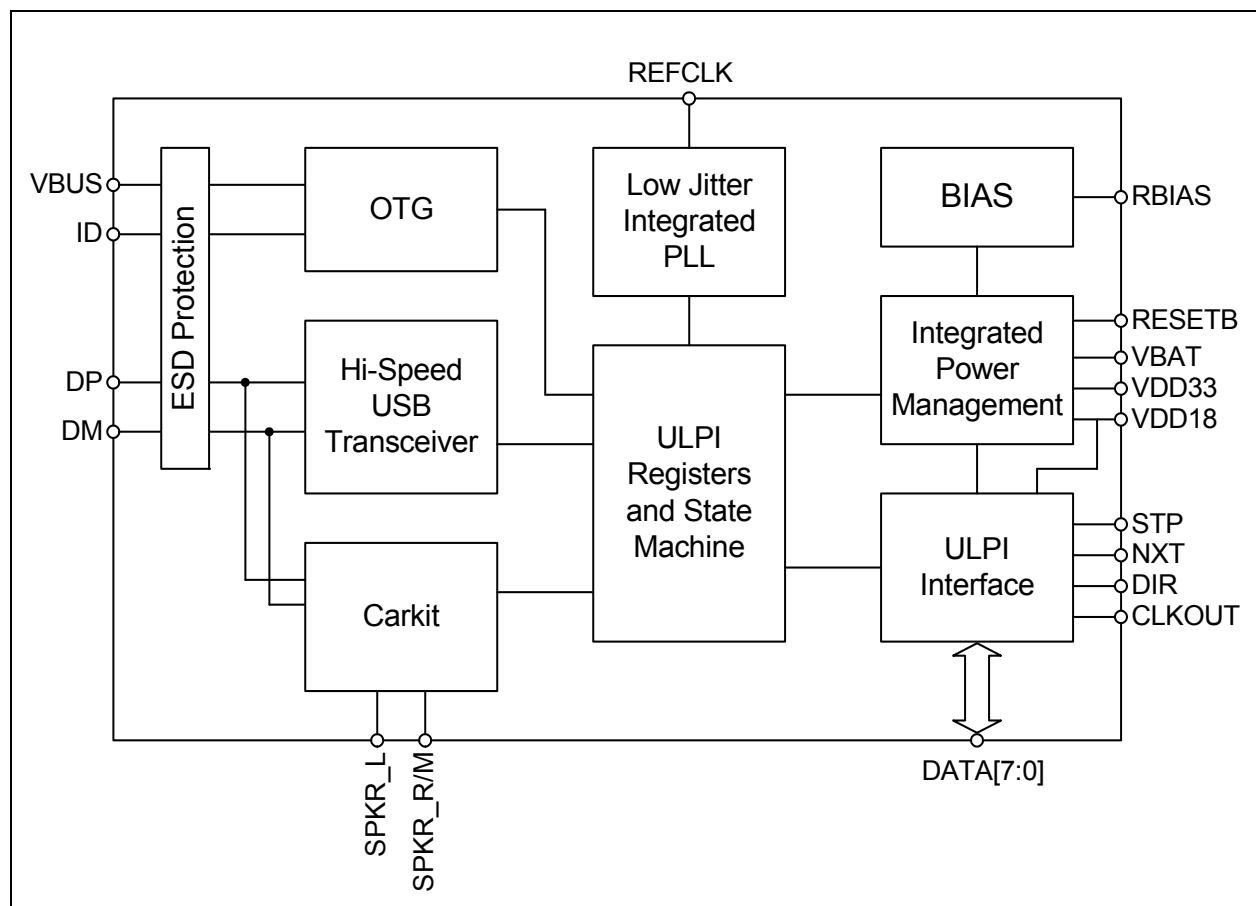 REFCLK
VBUS
ID
DP
DM
ESD Protection
OTG
Hi-Speed
USB
Transceiver
Carkit
SPKR_L
SPKR_R/M
Low Jitter
Integrated
PLL
ULPI
Registers
and State
Machine
BIAS
Integrated
Power
Management
ULPI
Interface
RBIAS
RESETB
VBAT
VDD33
VDD18
STP
NXT
DIR
CLKOUT
DATA[7:0]